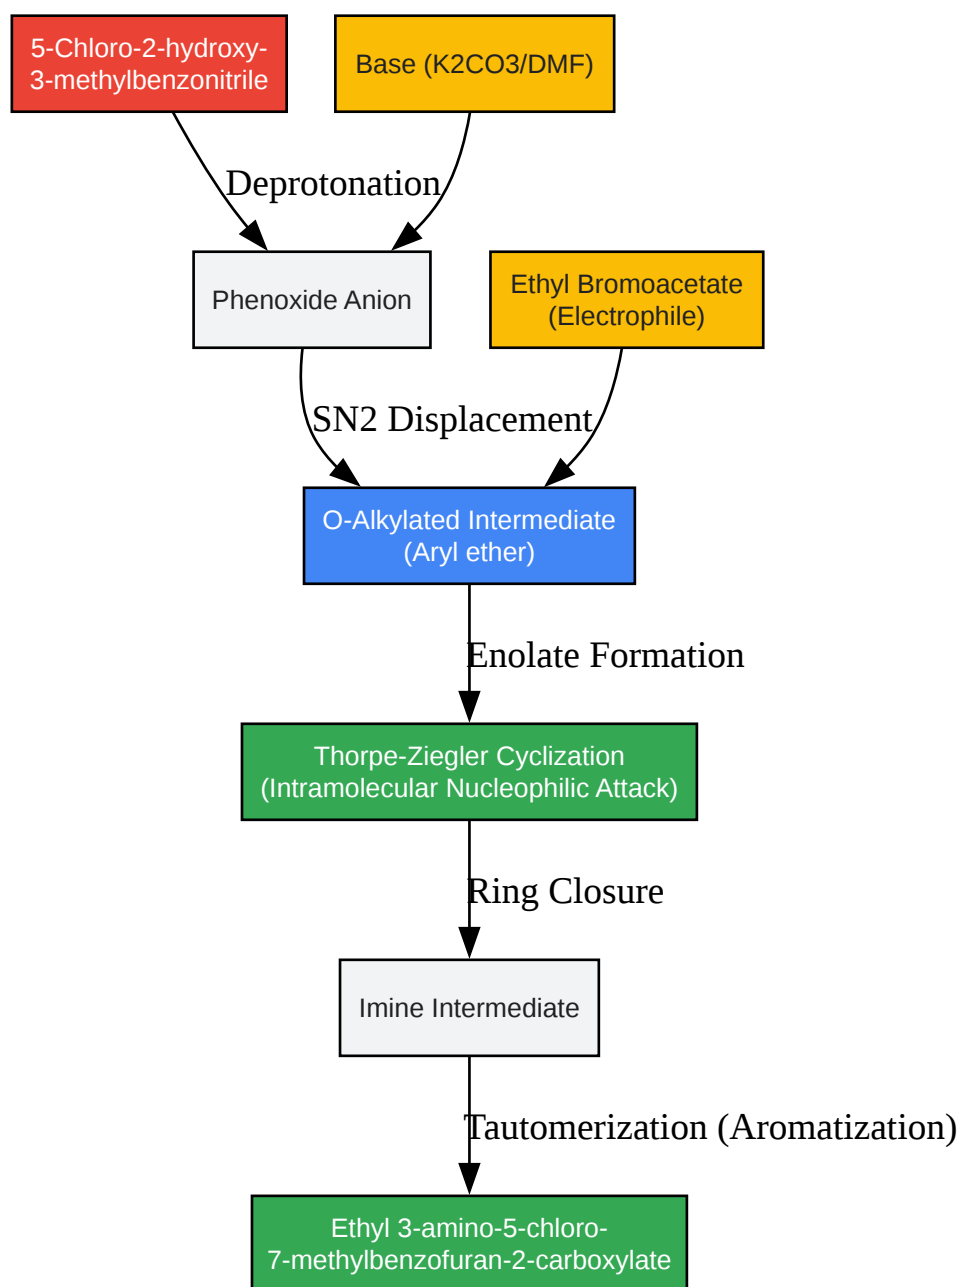 5-Chloro-2-hydroxy-
3-methylbenzonitrile
Base (K2CO3/DMF)
Deprotonation
Phenoxide Anion
Ethyl Bromoacetate
(Electrophile)
SN2 Displacement
O-Alkylated Intermediate
(Aryl ether)
Enolate Formation
Thorpe-Ziegler Cyclization
(Intramolecular Nucleophilic Attack)
Ring Closure
Imine Intermediate
Tautomerization (Aromatization)
Ethyl 3-amino-5-chloro-
7-methylbenzofuran-2-carboxylate